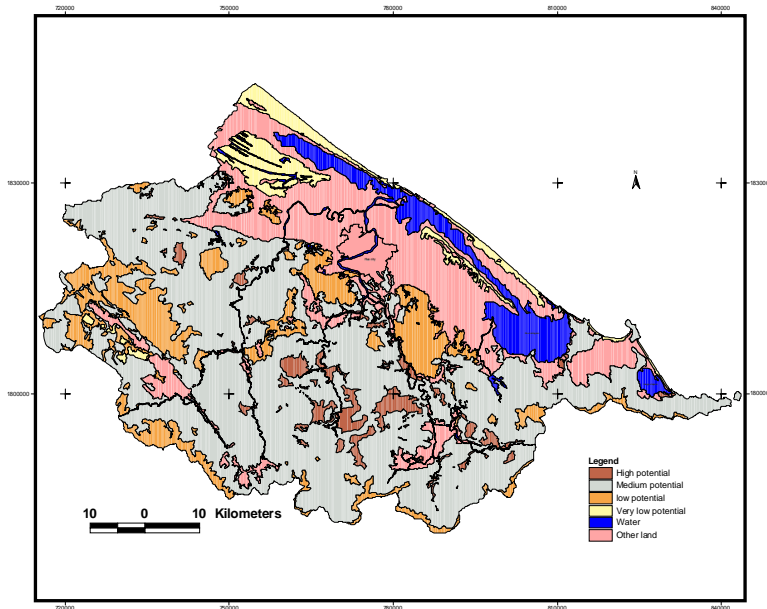 720000 750000 780000 810000 840000
N
1830000 1830000
1800000 1800000
Legend
High potential
Medium potential
low potential
Very low potential
Water
Other land
10 0 10 Kilometers
720000 750000 780000 810000 840000